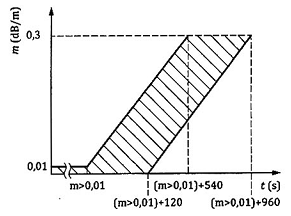 m (dB/m)
0,3
0,01
m>0,01
(m>0,01)+540
t (s)
(m>0,01)+120
(m>0,01)+960